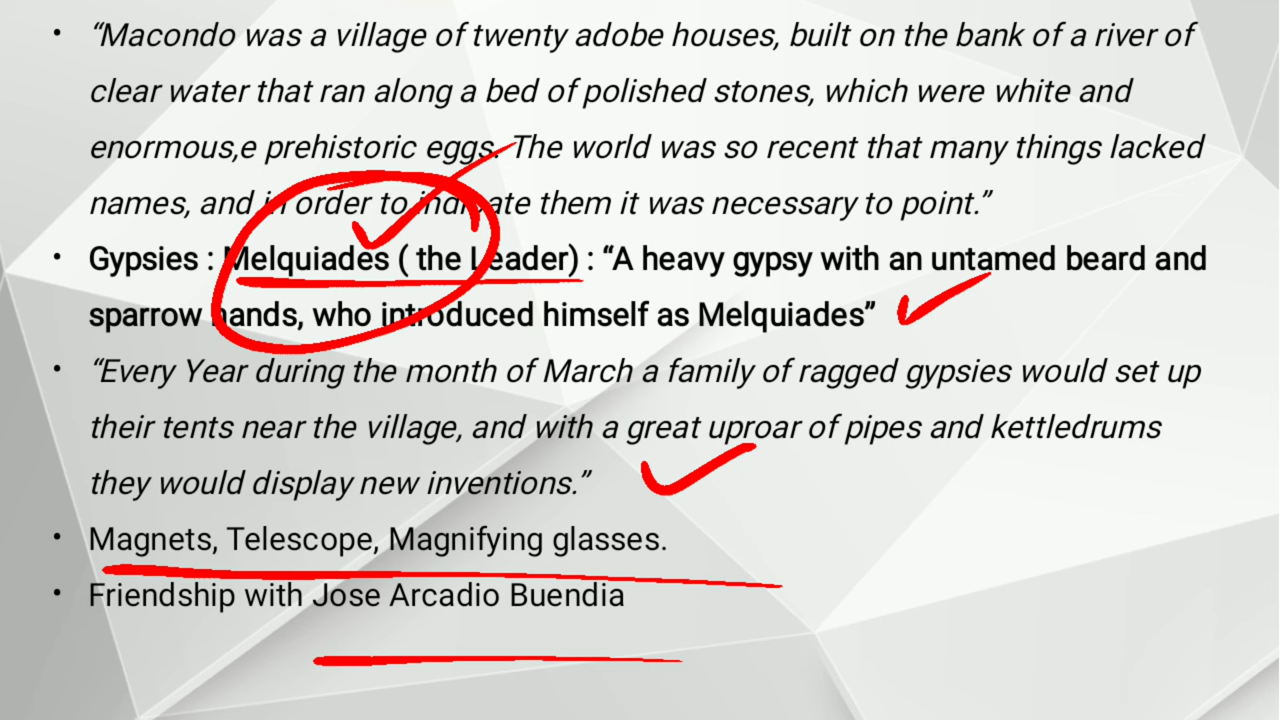 • “Macondo was a village of twenty adobe houses, built on the bank of a river of
clear water that ran along a bed of polished stones, which were white and
enormous,e prehistoric eggs. The world was so recent that many things lacked
names, and in order to indicate them it was necessary to point.”
• Gypsies : Melquiades ( the Leader) : “A heavy gypsy with an untamed beard and
sparrow hands, who introduced himself as Melquiades”
• “Every Year during the month of March a family of ragged gypsies would set up
their tents near the village, and with a great uproar of pipes and kettledrums
they would display new inventions.”
• Magnets, Telescope, Magnifying glasses.
• Friendship with Jose Arcadio Buendia